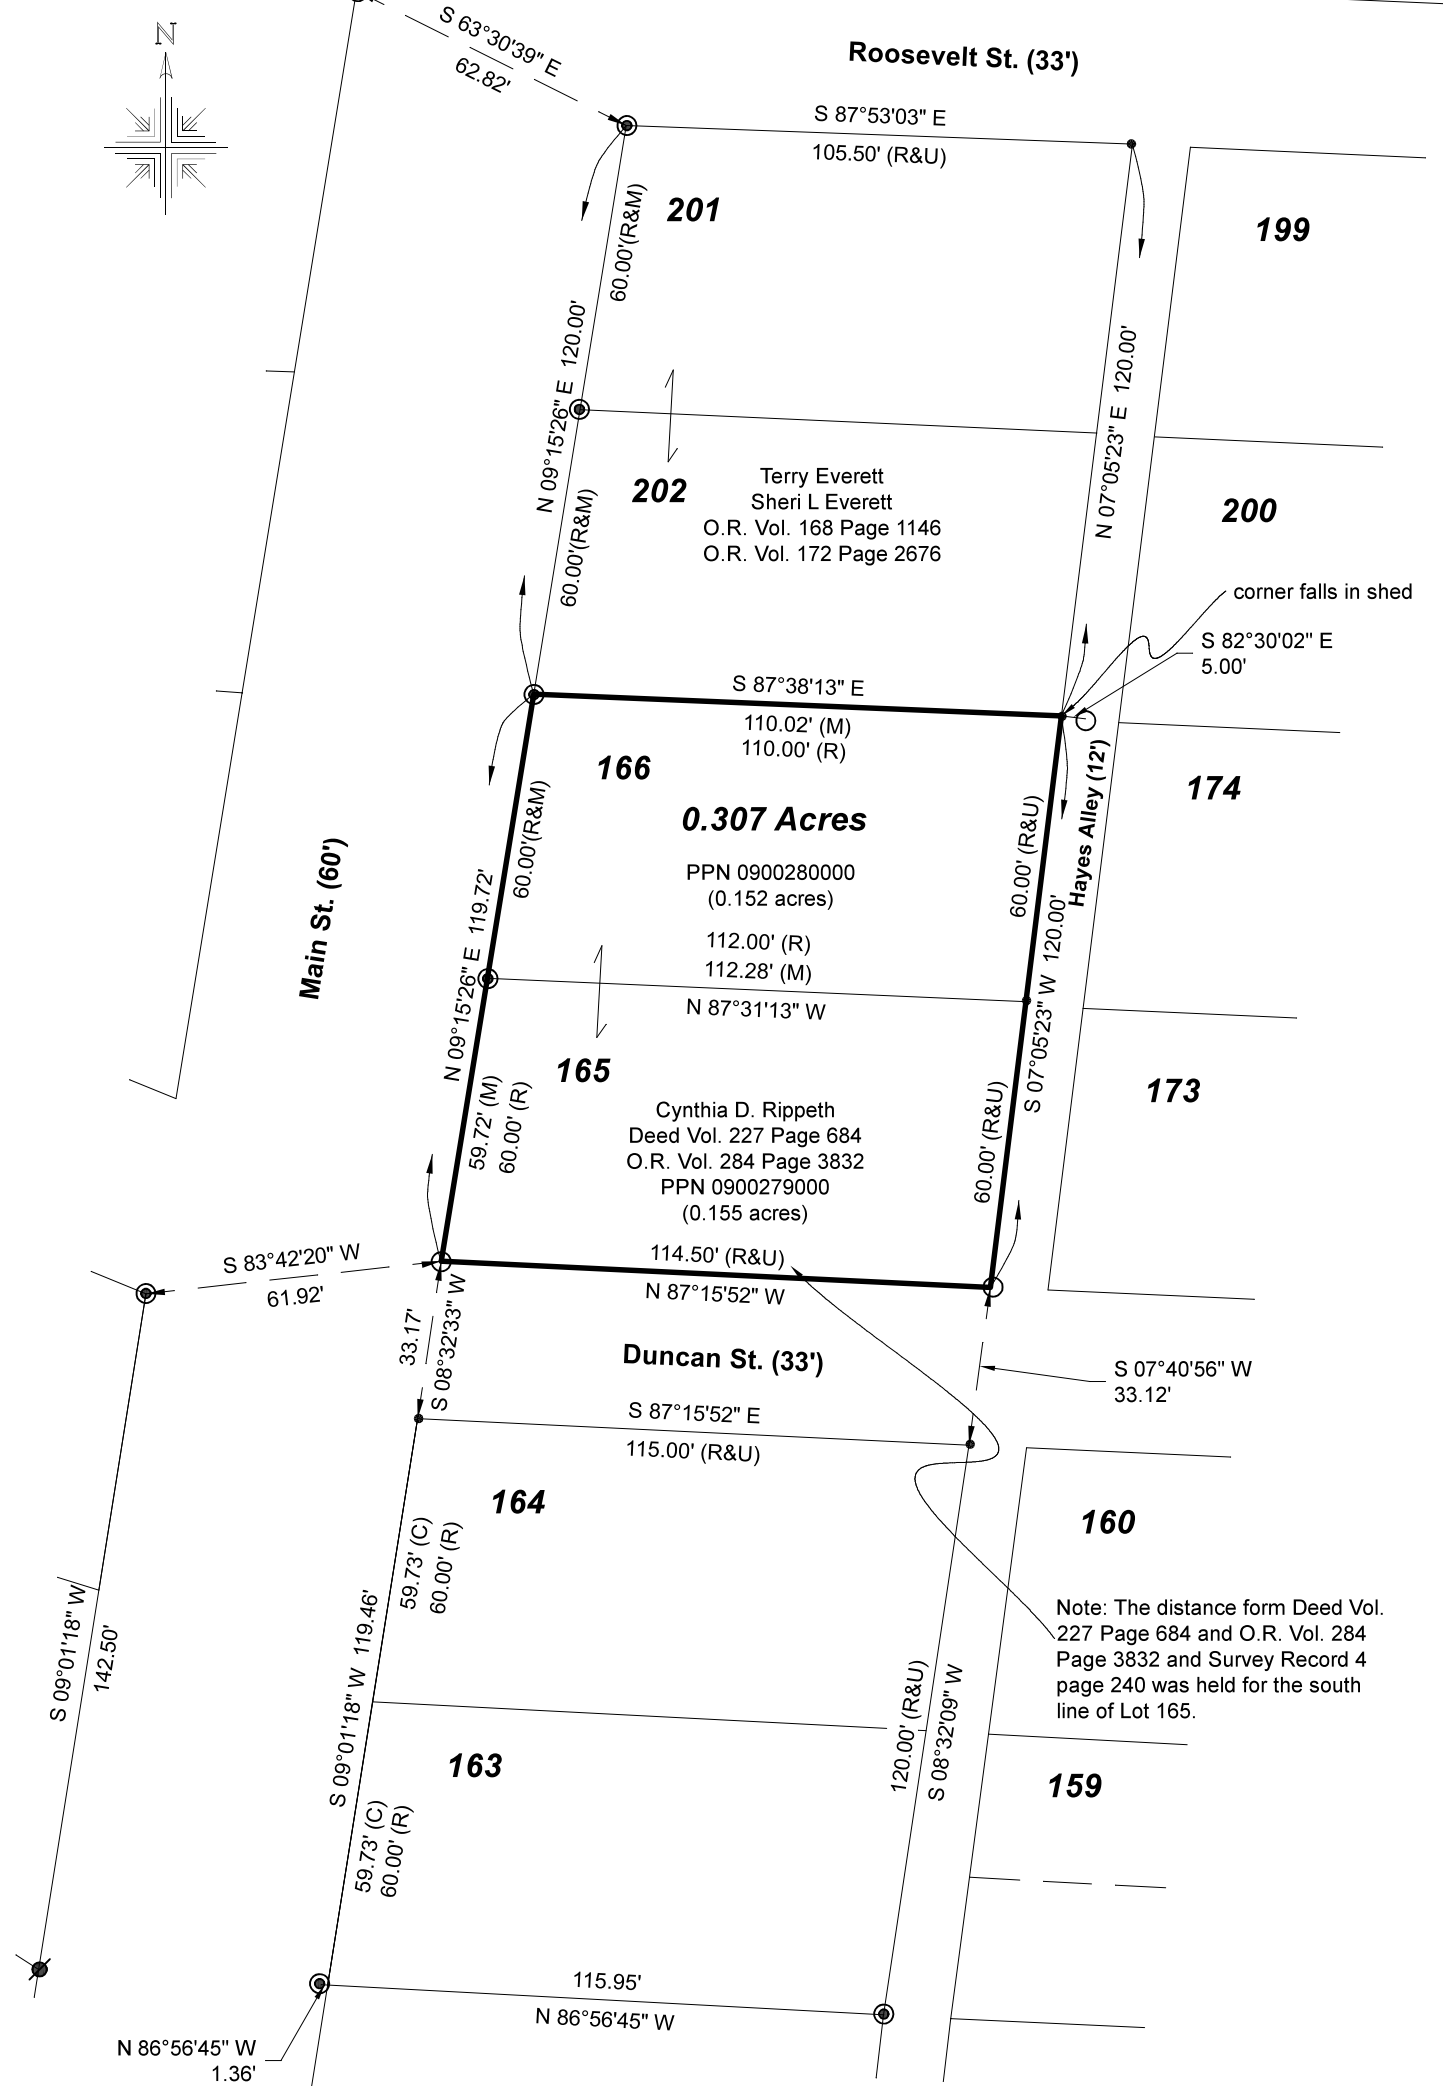 N
S 63°30'39" E
62.82'
Roosevelt St. (33')
S 87°53'03" E
105.50' (R&U)
201
199
60.00'(R&M)
N 09°15'26" E 120.00'
N 07°05'23" E 120.00'
202
Terry Everett
Sheri L Everett
O.R. Vol. 168 Page 1146
O.R. Vol. 172 Page 2676
200
60.00'(R&M)
corner falls in shed
S 82°30'02" E
5.00'
S 87°38'13" E
110.02' (M)
110.00' (R)
166
0.307 Acres
PPN 0900280000
(0.152 acres)
174
Hayes Alley (12')
60.00'(R&M)
60.00' (R&U)
Main St. (60')
N 09°15'26" E 119.72'
112.00' (R)
112.28' (M)
N 87°31'13" W
S 07°05'23" W 120.00'
165
173
59.72' (M)
60.00' (R)
Cynthia D. Rippeth
Deed Vol. 227 Page 684
O.R. Vol. 284 Page 3832
PPN 0900279000
(0.155 acres)
60.00' (R&U)
S 83°42'20" W
61.92'
114.50' (R&U)
N 87°15'52" W
33.17'
S 08°32'33" W
Duncan St. (33')
S 07°40'56" W
33.12'
S 87°15'52" E
115.00' (R&U)
164
160
59.73' (C)
60.00' (R)
S 09°01'18" W
142.50'
S 09°01'18" W 119.46'
Note: The distance form Deed Vol.
227 Page 684 and O.R. Vol. 284
Page 3832 and Survey Record 4
page 240 was held for the south
line of Lot 165.
120.00' (R&U)
S 08°32'09" W
163
159
59.73' (C)
60.00' (R)
115.95'
N 86°56'45" W
N 86°56'45" W
1.36'